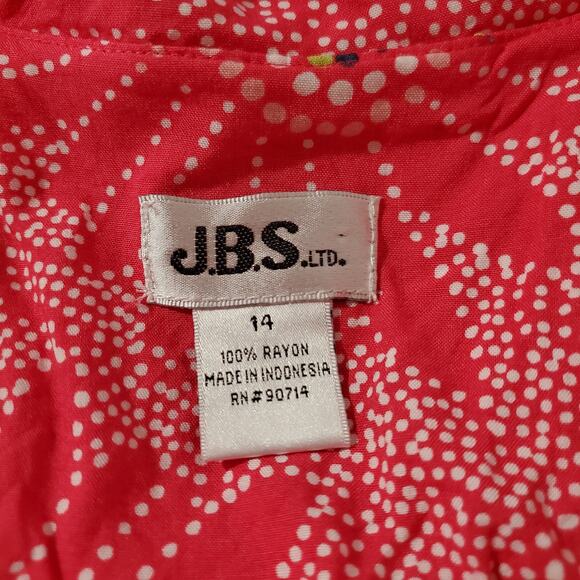 J.B.S.LTD.
14
100% RAYON
MADE IN INDONESIA
RN#90714